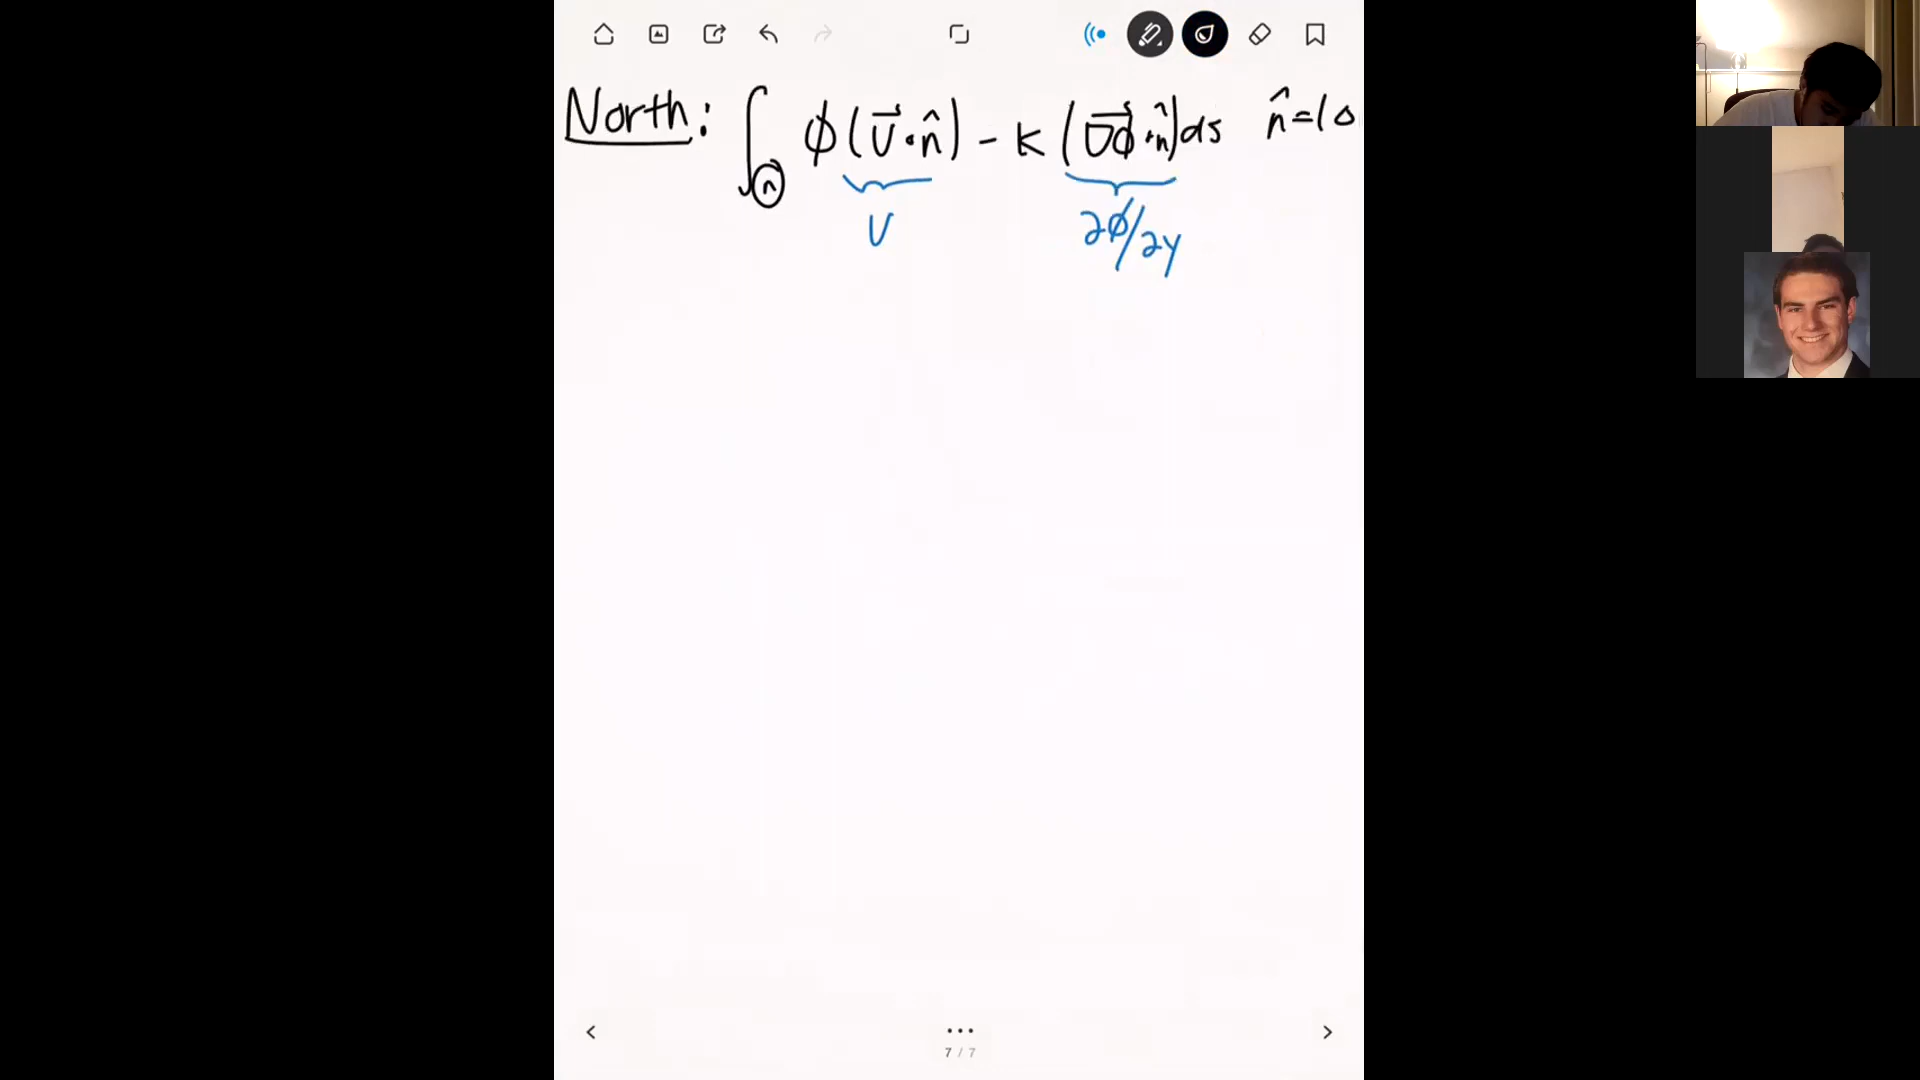 North: ∫ₙ ϕ(V⃗·n̂) - K(∇⃗ϕ·n̂)ds n̂=⟨0
V ∂ϕ/∂y
7 / 7